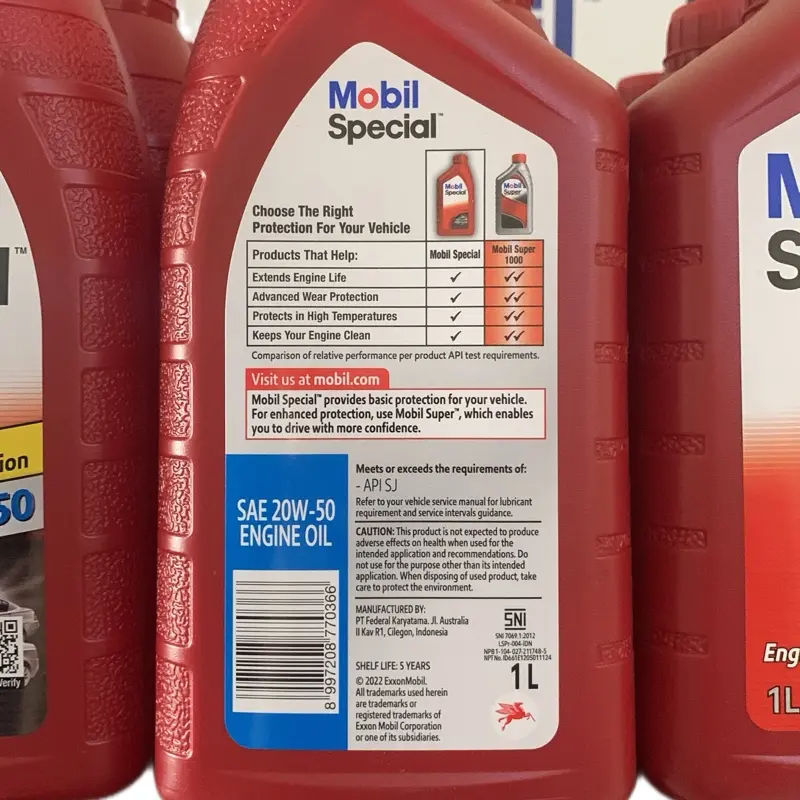 Mobil
Special™
Mobil
Special
Mobil
Super
Choose The Right
Protection For Your Vehicle
Products That Help: Mobil Special Mobil Super 1000
Extends Engine Life ✓ ✓✓
Advanced Wear Protection ✓ ✓✓
Protects in High Temperatures ✓ ✓✓
Keeps Your Engine Clean ✓ ✓✓
Comparison of relative performance per product API test requirements.
Visit us at mobil.com
Mobil Special™ provides basic protection for your vehicle.
For enhanced protection, use Mobil Super™, which enables
you to drive with more confidence.
SAE 20W-50
ENGINE OIL
8 997208 770366
Meets or exceeds the requirements of:
- API SJ
Refer to your vehicle service manual for lubricant
requirement and service intervals guidance.
CAUTION: This product is not expected to produce
adverse effects on health when used for the
intended application and recommendations. Do
not use for the purpose other than its intended
application. When disposing of used product, take
care to protect the environment.
MANUFACTURED BY:
PT Federal Karyatama. Jl. Australia
II Kav R1, Cilegon, Indonesia
SNI
SNI 7069.1:2012
LSPr-004-IDN
SHELF LIFE: 5 YEARS
1 L
© 2022 ExxonMobil.
All trademarks used herein
are trademarks or
registered trademarks of
Exxon Mobil Corporation
or one of its subsidiaries.
™
ion
50
erify
M
S
Eng
1L